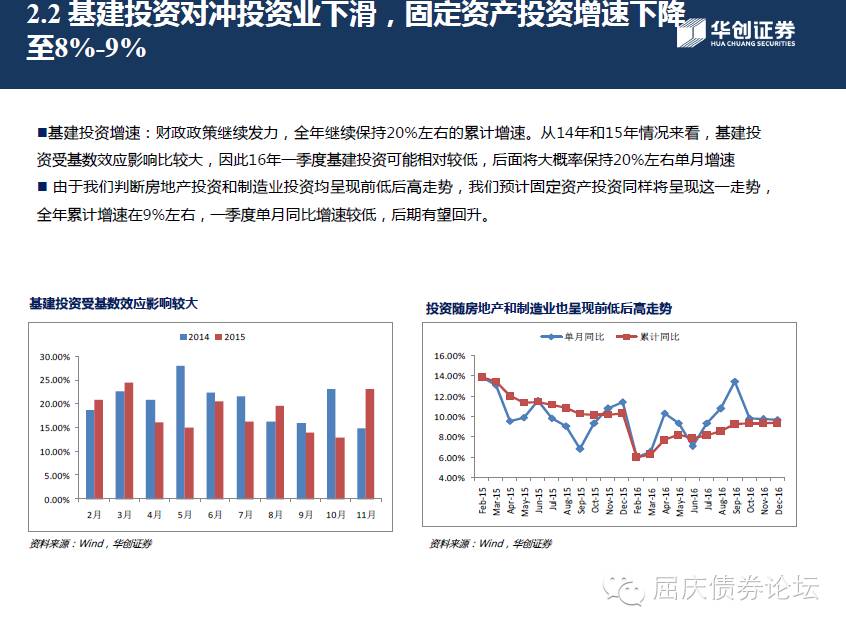 2.2 基建投资对冲投资业下滑，固定资产投资增速下降
至8%-9%
华创证券
HUA CHUANG SECURITIES
■基建投资增速：财政政策继续发力，全年继续保持20%左右的累计增速。从14年和15年情况来看，基建投
资受基数效应影响比较大，因此16年一季度基建投资可能相对较低，后面将大概率保持20%左右单月增速
■ 由于我们判断房地产投资和制造业投资均呈现前低后高走势，我们预计固定资产投资同样将呈现这一走势，
全年累计增速在9%左右，一季度单月同比增速较低，后期有望回升。
基建投资受基数效应影响较大
2014 2015
30.00%
25.00%
20.00%
15.00%
10.00%
5.00%
0.00%
2月 3月 4月 5月 6月 7月 8月 9月 10月 11月
资料来源：Wind，华创证券
投资随房地产和制造业也呈现前低后高走势
单月同比 累计同比
16.00%
14.00%
12.00%
10.00%
8.00%
6.00%
4.00%
Feb-15 Mar-15 Apr-15 May-15 Jun-15 Jul-15 Aug-15 Sep-15 Oct-15 Nov-15 Dec-15 Feb-16 Mar-16 Apr-16 May-16 Jun-16 Jul-16 Aug-16 Sep-16 Oct-16 Nov-16 Dec-16
资料来源：Wind，华创证券
屈庆债券论坛